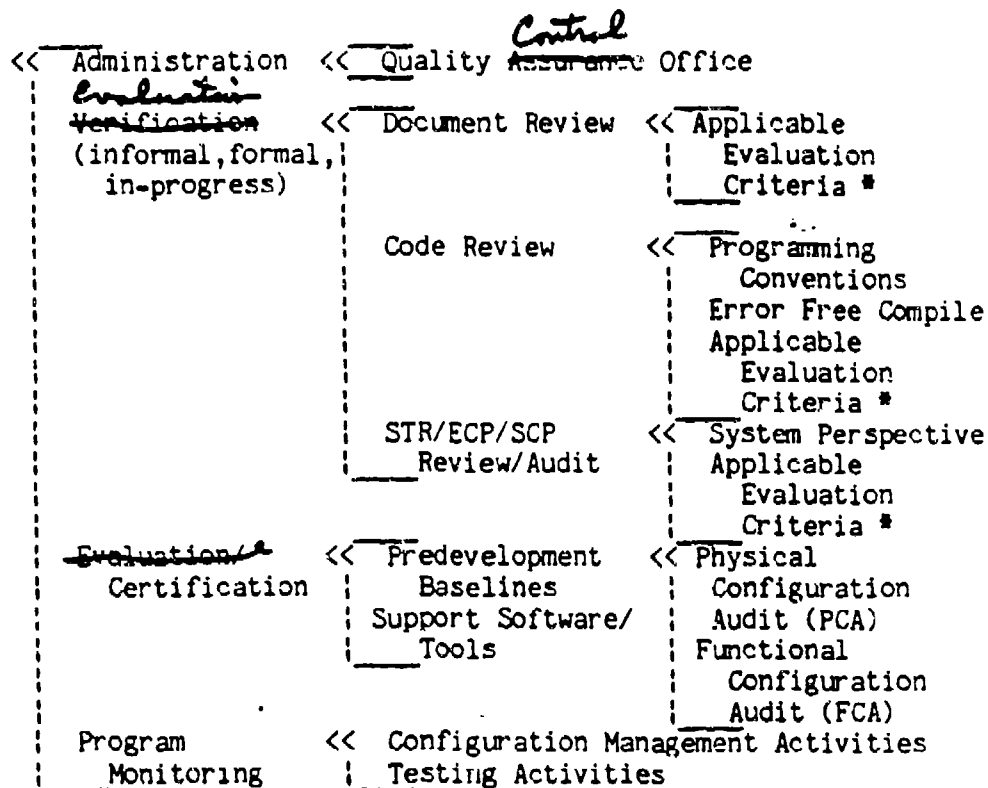 Control
<< Administration << Quality Assurance Office
Evaluation
Verification << Document Review << Applicable
(informal,formal, Evaluation
in-progress) Criteria *
Code Review << Programming
Conventions
Error Free Compile
Applicable
Evaluation
Criteria *
STR/ECP/SCP << System Perspective
Review/Audit Applicable
Evaluation
Criteria *
Evaluation/ << Predevelopment << Physical
Certification Baselines Configuration
Support Software/ Audit (PCA)
Tools Functional
Configuration
Audit (FCA)
Program << Configuration Management Activities
Monitoring Testing Activities